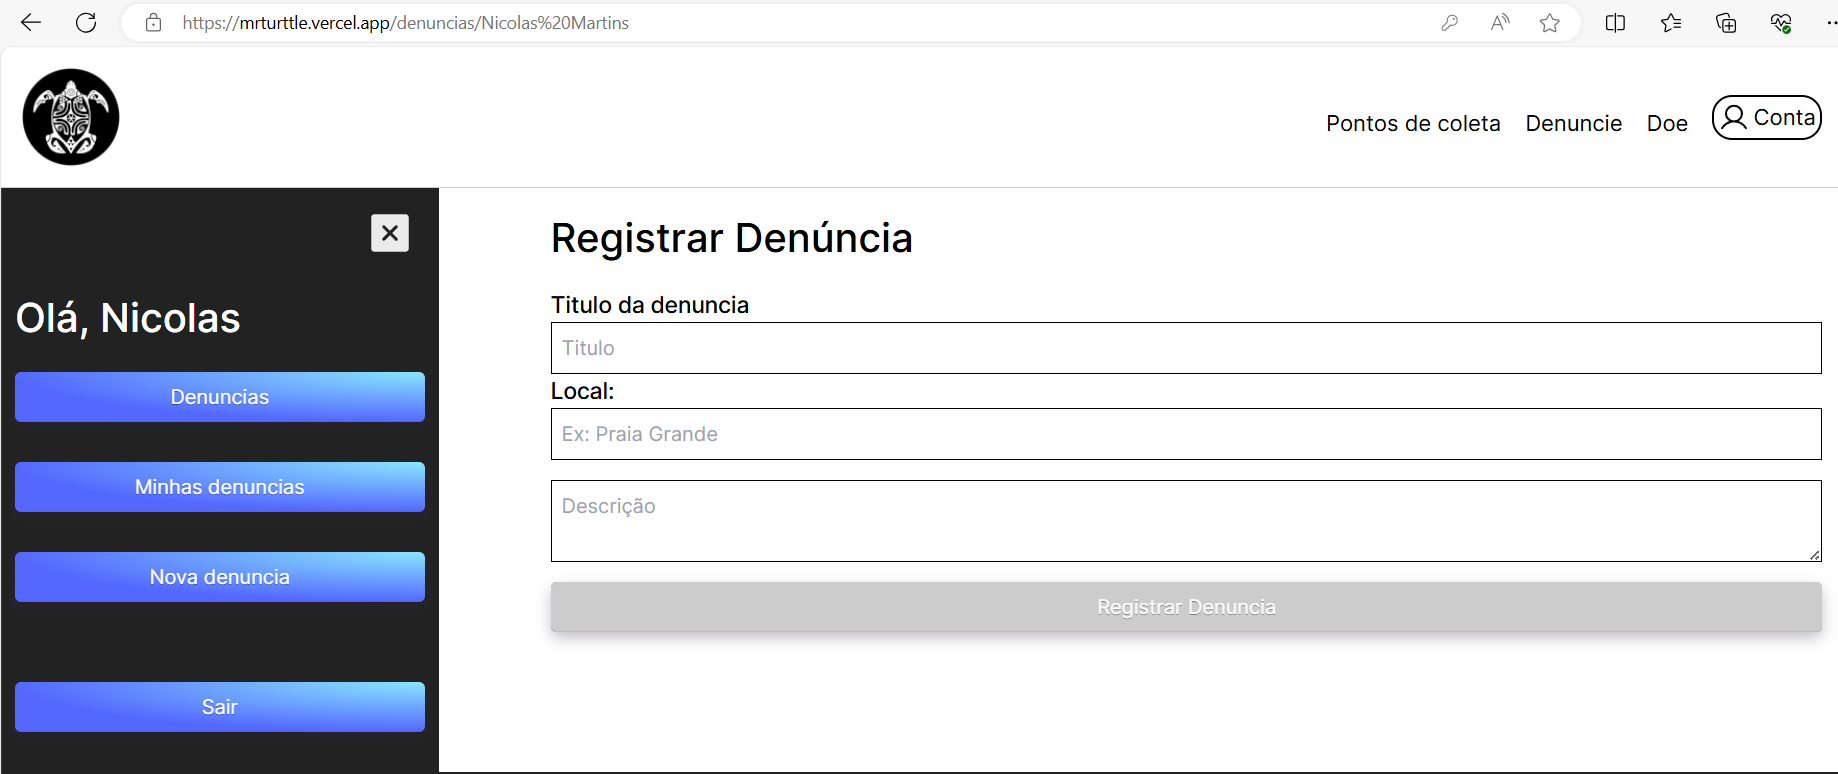 https://mrturttle.vercel.app/denuncias/Nicolas%20Martins
Pontos de coleta Denuncie Doe Conta
Olá, Nicolas
Denuncias
Minhas denuncias
Nova denuncia
Sair
Registrar Denúncia
Titulo da denuncia
Titulo
Local:
Ex: Praia Grande
Descrição
Registrar Denuncia